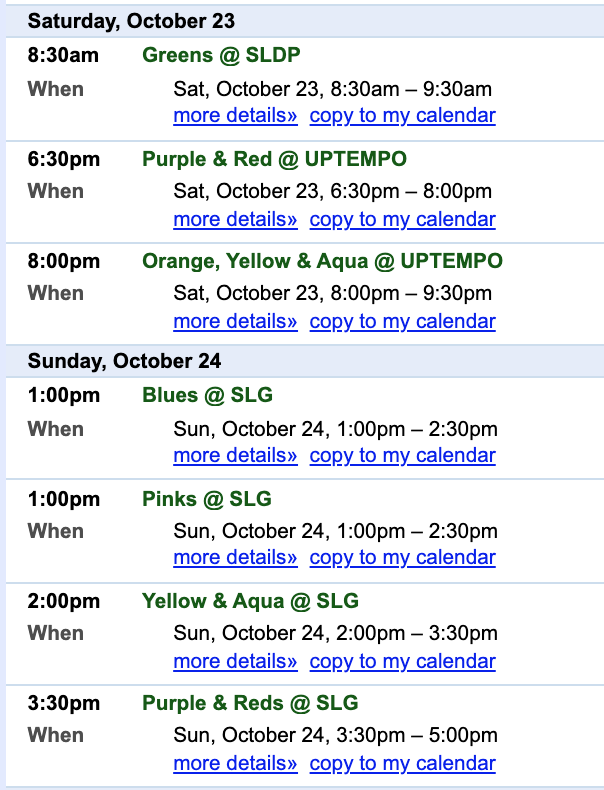 Saturday, October 23
8:30am Greens @ SLDP
When Sat, October 23, 8:30am – 9:30am
more details» copy to my calendar
6:30pm Purple & Red @ UPTEMPO
When Sat, October 23, 6:30pm – 8:00pm
more details» copy to my calendar
8:00pm Orange, Yellow & Aqua @ UPTEMPO
When Sat, October 23, 8:00pm – 9:30pm
more details» copy to my calendar
Sunday, October 24
1:00pm Blues @ SLG
When Sun, October 24, 1:00pm – 2:30pm
more details» copy to my calendar
1:00pm Pinks @ SLG
When Sun, October 24, 1:00pm – 2:30pm
more details» copy to my calendar
2:00pm Yellow & Aqua @ SLG
When Sun, October 24, 2:00pm – 3:30pm
more details» copy to my calendar
3:30pm Purple & Reds @ SLG
When Sun, October 24, 3:30pm – 5:00pm
more details» copy to my calendar